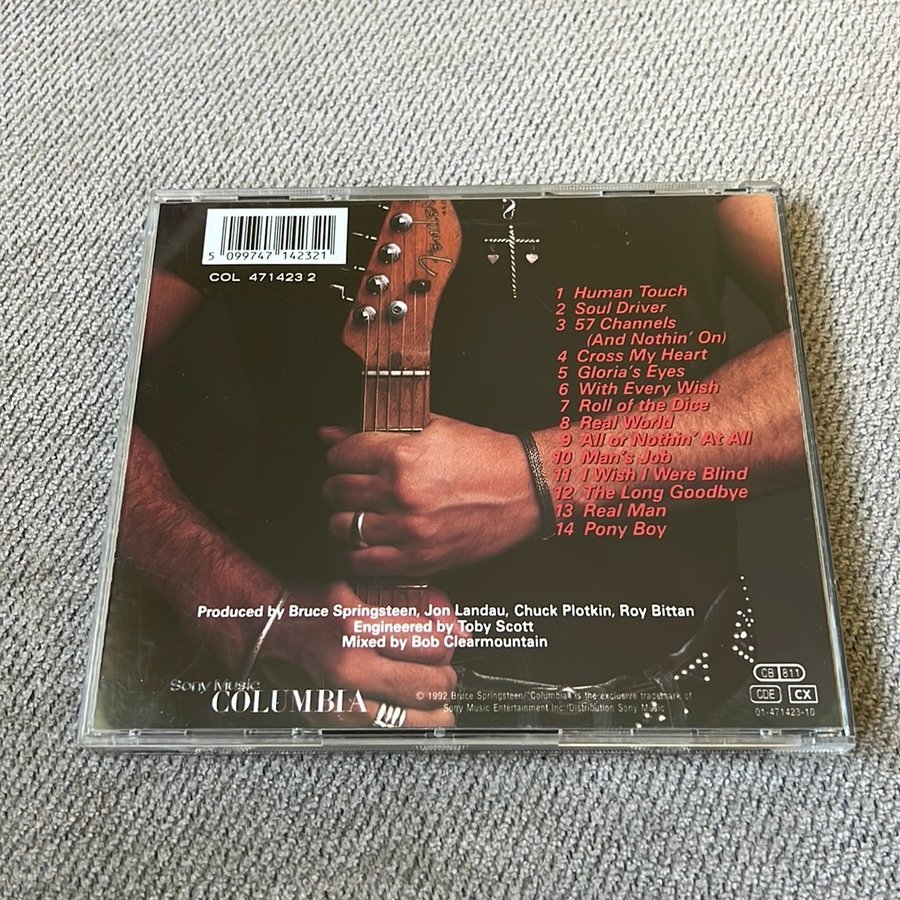 5 099747 142321
COL 471423 2
Fender
1 Human Touch
2 Soul Driver
3 57 Channels
(And Nothin' On)
4 Cross My Heart
5 Gloria's Eyes
6 With Every Wish
7 Roll of the Dice
8 Real World
9 All or Nothin' At All
10 Man's Job
11 I Wish I Were Blind
12 The Long Goodbye
13 Real Man
14 Pony Boy
Produced by Bruce Springsteen, Jon Landau, Chuck Plotkin, Roy Bittan
Engineered by Toby Scott
Mixed by Bob Clearmountain
Sony Music
COLUMBIA
© 1992 Bruce Springsteen/"Columbia" is the exclusive trademark of
Sony Music Entertainment Inc./Distribution Sony Music
CB 811
CDE CX
01-471423-10